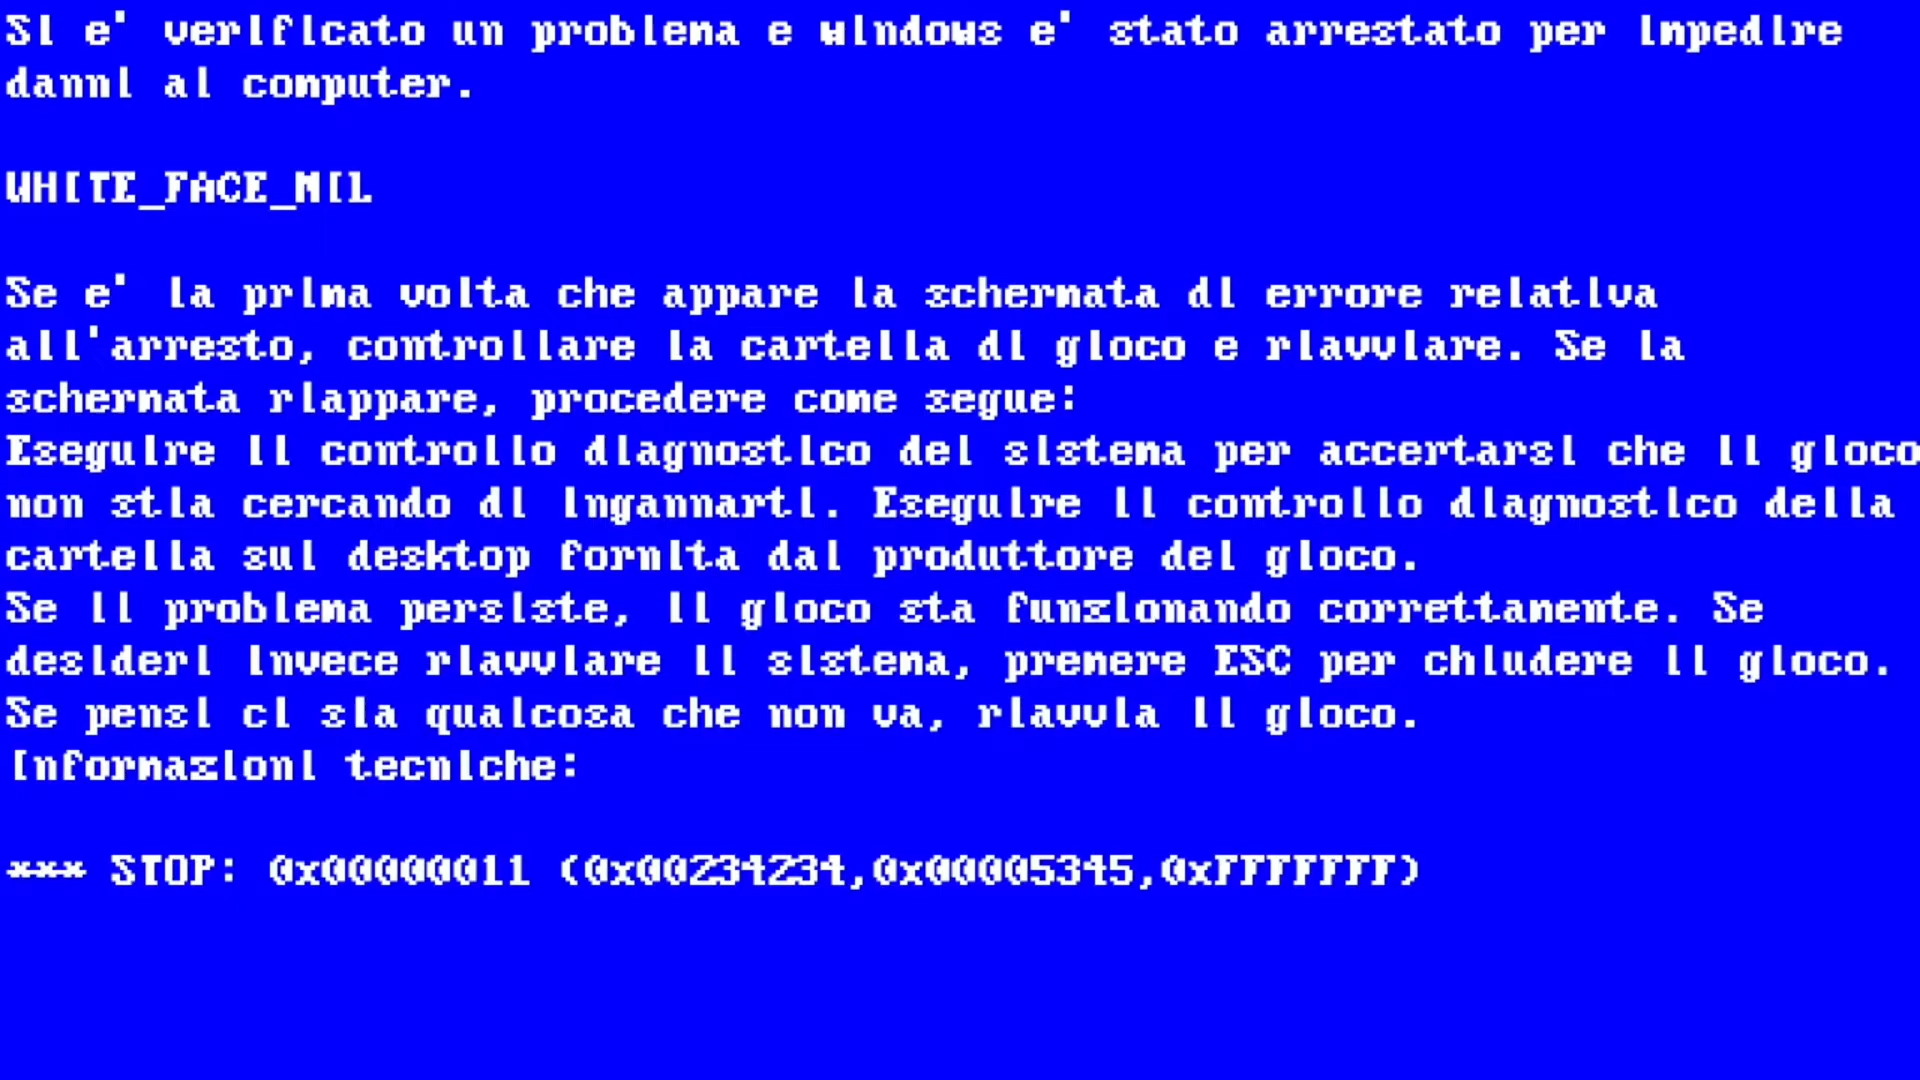 Si e' verificato un problema e windows e' stato arrestato per impedire
danni al computer.
WHITE_FACE_MIL
Se e' la prima volta che appare la schermata di errore relativa
all'arresto, controllare la cartella di gioco e riavviare. Se la
schermata riappare, procedere come segue:
Eseguire il controllo diagnostico del sistema per accertarsi che il gioco
non stia cercando di ingannarti. Eseguire il controllo diagnostico della
cartella sul desktop fornita dal produttore del gioco.
Se il problema persiste, il gioco sta funzionando correttamente. Se
desideri invece riavviare il sistema, premere ESC per chiudere il gioco.
Se pensi ci sia qualcosa che non va, riavvia il gioco.
Informazioni tecniche:
*** STOP: 0x00000011 (0x00234234,0x00005345,0xFFFFFFF)